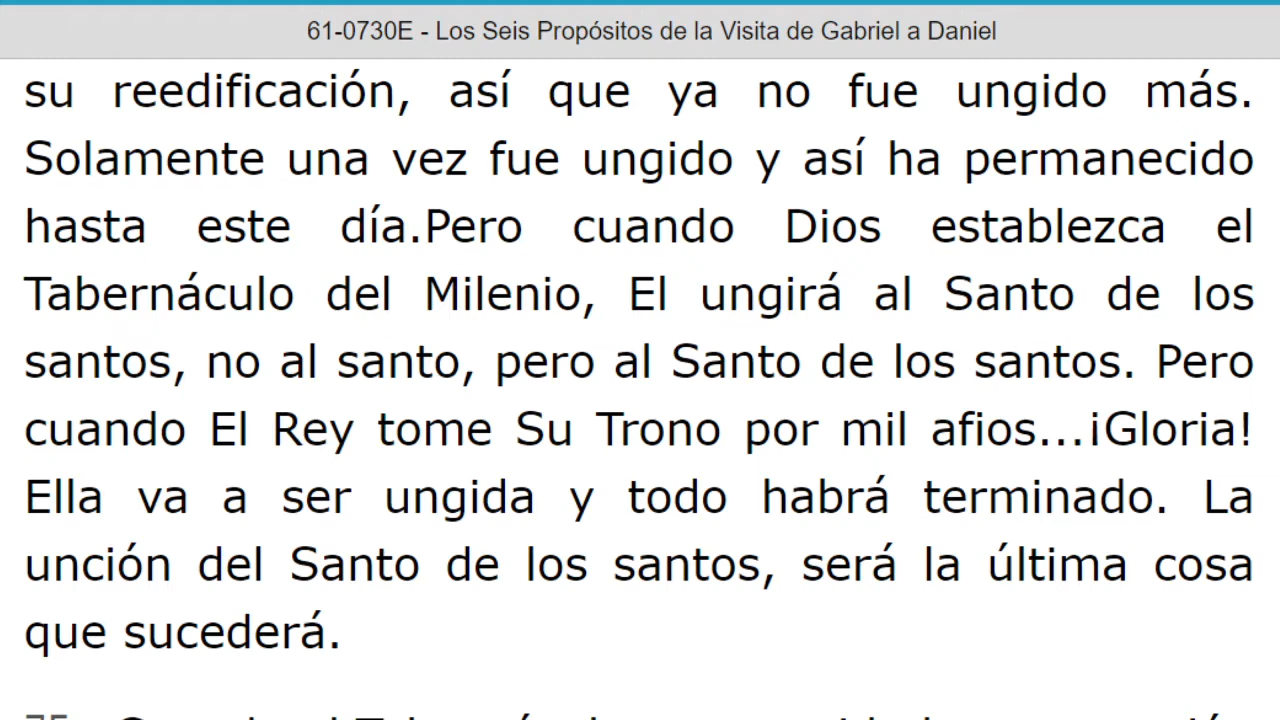 61-0730E - Los Seis Propósitos de la Visita de Gabriel a Daniel
su reedificación, así que ya no fue ungido más.
Solamente una vez fue ungido y así ha permanecido
hasta este día.Pero cuando Dios establezca el
Tabernáculo del Milenio, El ungirá al Santo de los
santos, no al santo, pero al Santo de los santos. Pero
cuando El Rey tome Su Trono por mil afios...¡Gloria!
Ella va a ser ungida y todo habrá terminado. La
unción del Santo de los santos, será la última cosa
que sucederá.